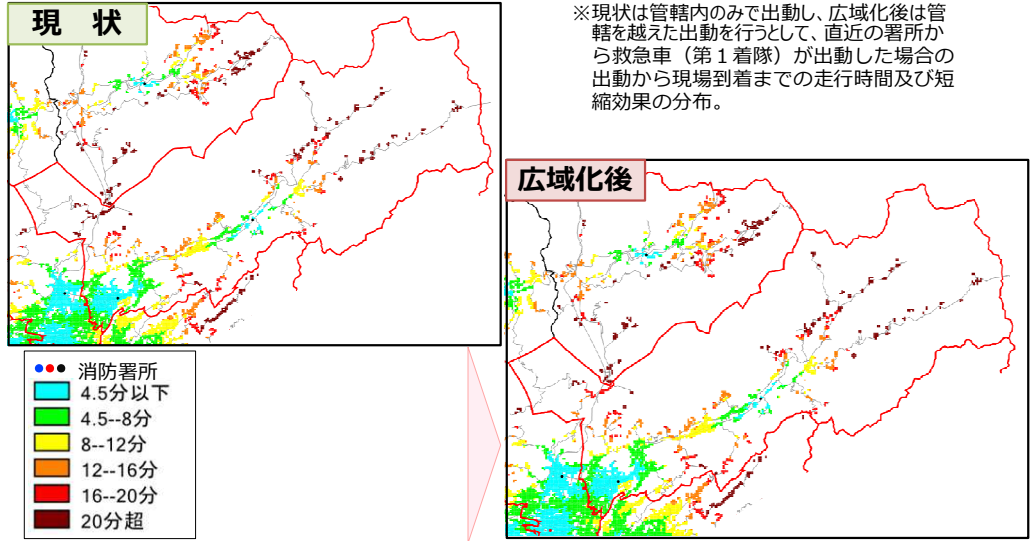 現 状
※現状は管轄内のみで出動し、広域化後は管
轄を越えた出動を行うとして、直近の署所か
ら救急車（第１着隊）が出動した場合の
出動から現場到着までの走行時間及び短
縮効果の分布。
広域化後
消防署所
4.5分以下
4.5--8分
8--12分
12--16分
16--20分
20分超